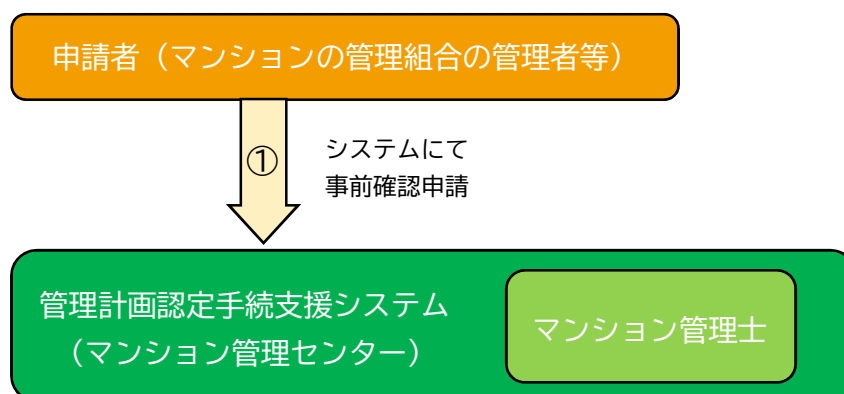 申請者（マンションの管理組合の管理者等）
①
システムにて
事前確認申請
管理計画認定手続支援システム
（マンション管理センター）
マンション管理士